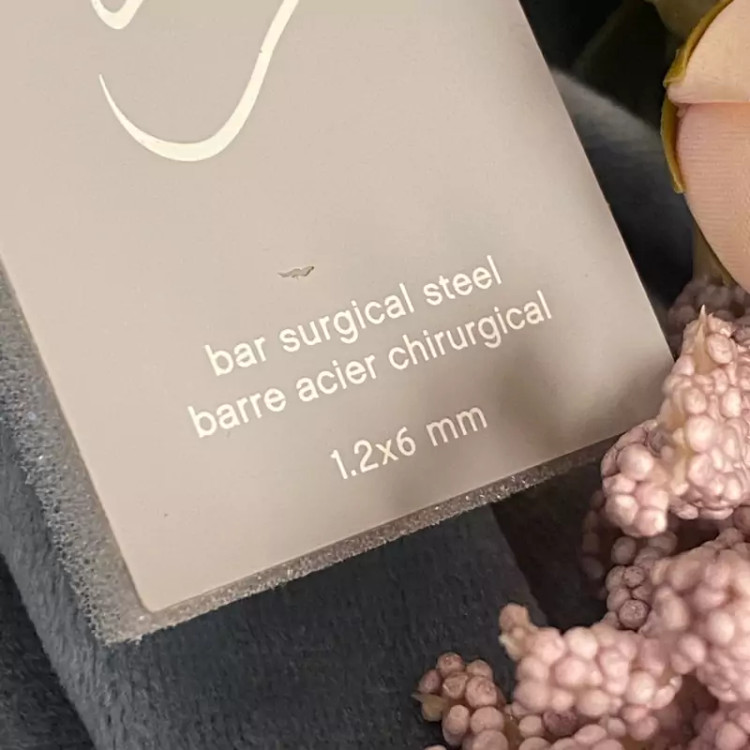 bar surgical steel
barre acier chirurgical
1.2x6 mm